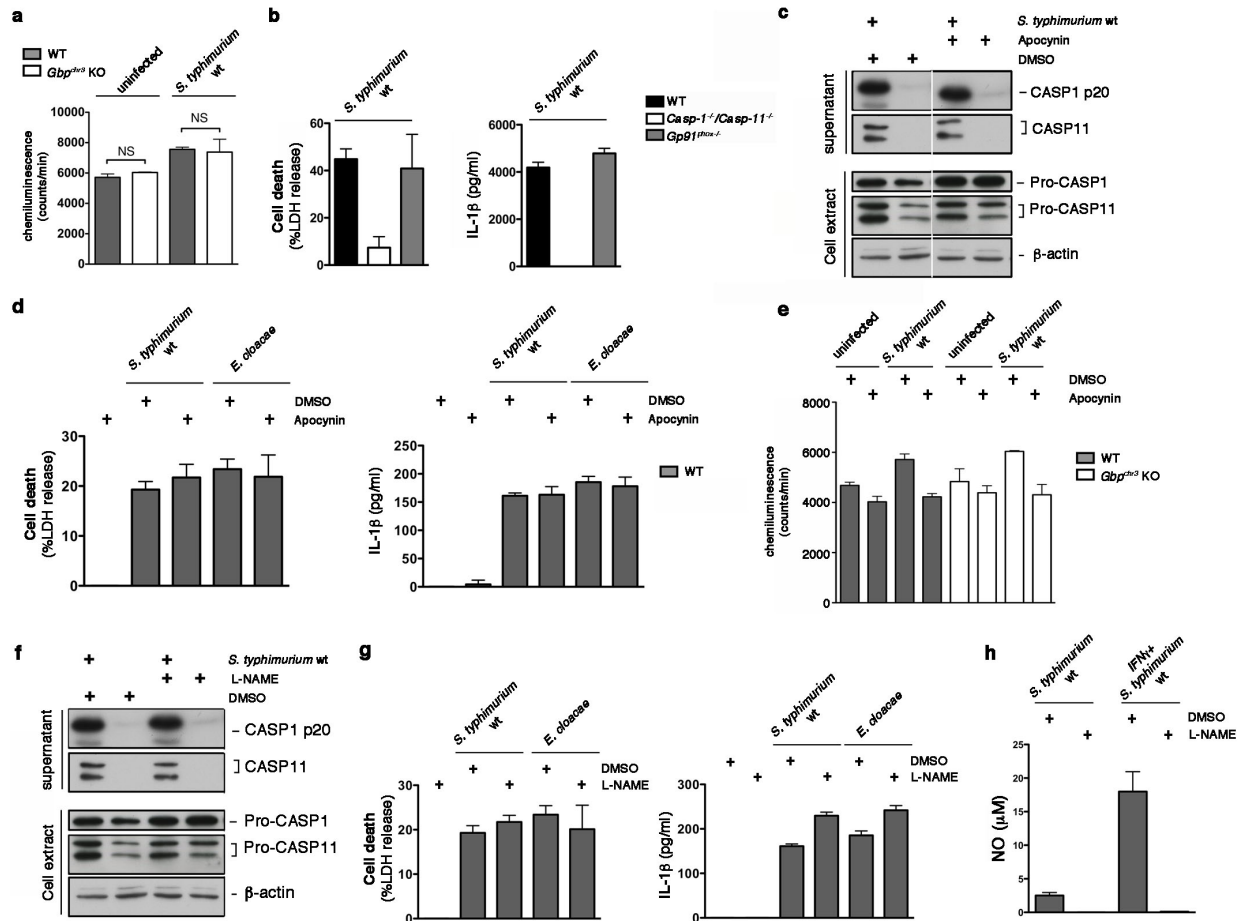 a
WT
Gbp^chr3 KO
uninfected
S. typhimurium
wt
NS
NS
10000
8000
6000
4000
2000
0
chemiluminescence
(counts/min)
b
S. typhimurium
wt
60
40
20
0
Cell death
(%LDH release)
S. typhimurium
wt
6000
4000
2000
0
IL-1β (pg/ml)
WT
Casp-1^-/-/Casp-11^-/-
Gp91^phox-/-
c
+ + S. typhimurium wt
+ + Apocynin
+ + DMSO
supernatant
- CASP1 p20
] CASP11
Cell extract
- Pro-CASP1
] Pro-CASP11
- β-actin
d
S. typhimurium
wt
E. cloacae
+ + DMSO
+ + + Apocynin
30
20
10
0
Cell death
(%LDH release)
S. typhimurium
wt
E. cloacae
+ + + DMSO
+ + + Apocynin
250
200
150
100
50
0
IL-1β (pg/ml)
WT
e
uninfected
S. typhimurium
wt
uninfected
S. typhimurium
wt
+ + + + DMSO
+ + + + Apocynin
8000
6000
4000
2000
0
chemiluminescence
(counts/min)
WT
Gbp^chr3 KO
f
+ + S. typhimurium wt
+ + L-NAME
+ + DMSO
supernatant
- CASP1 p20
] CASP11
Cell extract
- Pro-CASP1
] Pro-CASP11
- β-actin
g
S. typhimurium
wt
E. cloacae
+ + DMSO
+ + + L-NAME
30
20
10
0
Cell death
(%LDH release)
S. typhimurium
wt
E. cloacae
+ + + DMSO
+ + + L-NAME
300
200
100
0
IL-1β (pg/ml)
h
S. typhimurium
wt
IFNγ+
S. typhimurium
wt
+ + DMSO
+ + L-NAME
25
20
15
10
5
0
NO (μM)